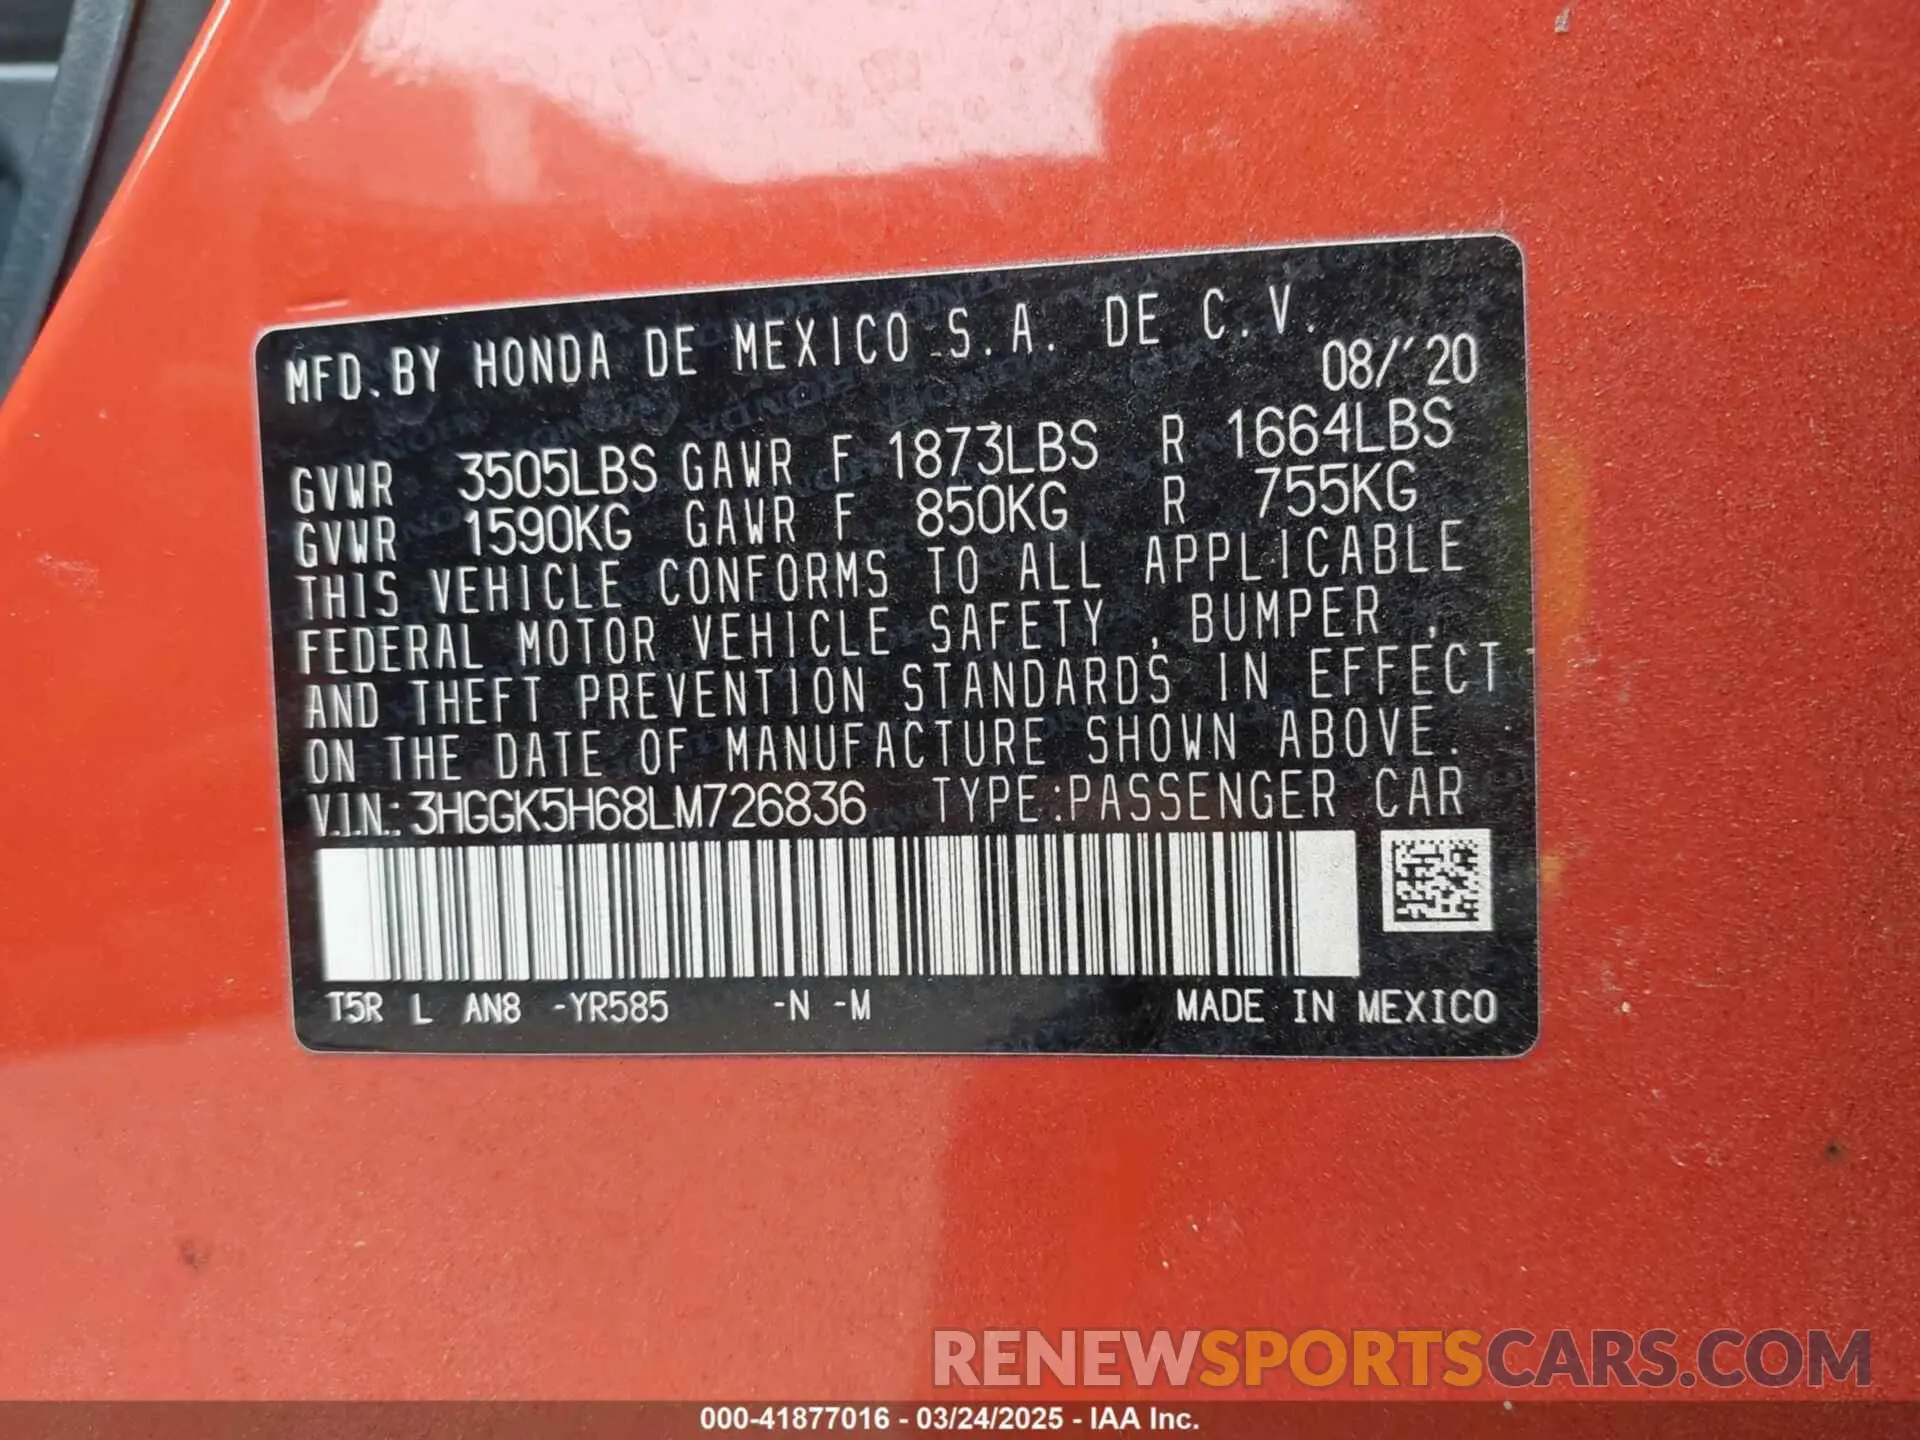 MFD. BY HONDA DE MEXICO S.A. DE C.V.
08/'20
GVWR 3505LBS GAWR F 1873LBS R 1664LBS
GVWR 1590KG GAWR F 850KG R 755KG
THIS VEHICLE CONFORMS TO ALL APPLICABLE
FEDERAL MOTOR VEHICLE SAFETY , BUMPER ,
AND THEFT PREVENTION STANDARDS IN EFFECT
ON THE DATE OF MANUFACTURE SHOWN ABOVE.
V.I.N.: 3HGGK5H68LM726836 TYPE:PASSENGER CAR
T5R L AN8 -YR585 -N -M MADE IN MEXICO
RENEWSPORTSCARS.COM
000-41877016 - 03/24/2025 - IAA Inc.